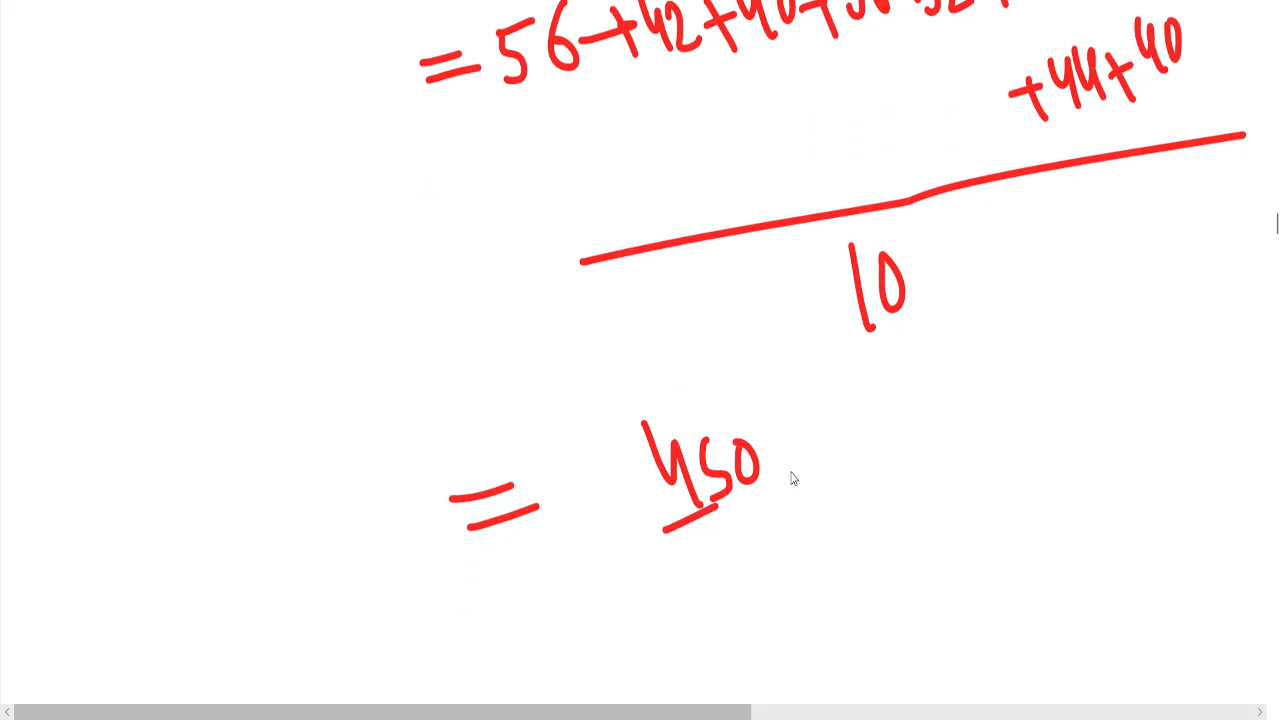 = 56+42+40+
+44+40
10
= 450